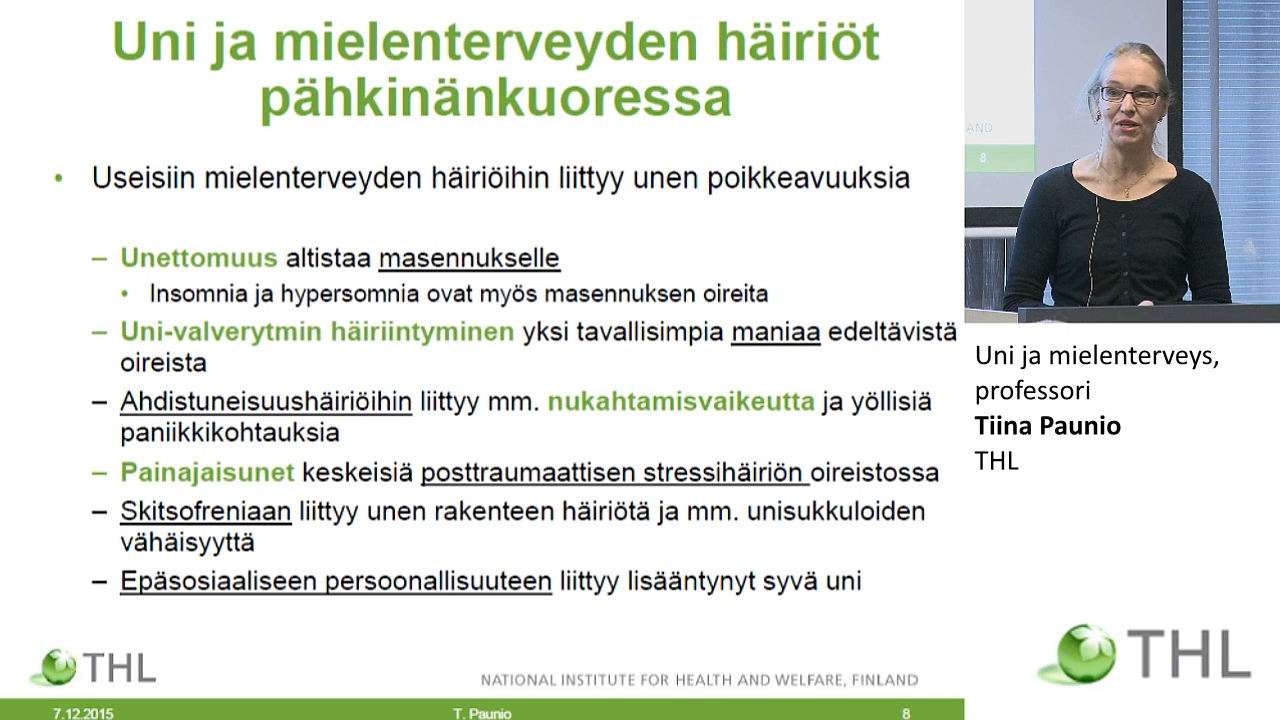 Uni ja mielenterveyden häiriöt
pähkinänkuoressa
• Useisiin mielenterveyden häiriöihin liittyy unen poikkeavuuksia
– Unettomuus altistaa masennukselle
• Insomnia ja hypersomnia ovat myös masennuksen oireita
– Uni-valverytmin häiriintyminen yksi tavallisimpia maniaa edeltävistä
oireista
– Ahdistuneisuushäiriöihin liittyy mm. nukahtamisvaikeutta ja yöllisiä
paniikkikohtauksia
– Painajaisunet keskeisiä posttraumaattisen stressihäiriön oireistossa
– Skitsofreniaan liittyy unen rakenteen häiriötä ja mm. unisukkuloiden
vähäisyyttä
– Epäsosiaaliseen persoonallisuuteen liittyy lisääntynyt syvä uni
THL
NATIONAL INSTITUTE FOR HEALTH AND WELFARE, FINLAND
7.12.2015 T. Paunio 8
AND
8
Uni ja mielenterveys,
professori
Tiina Paunio
THL
THL